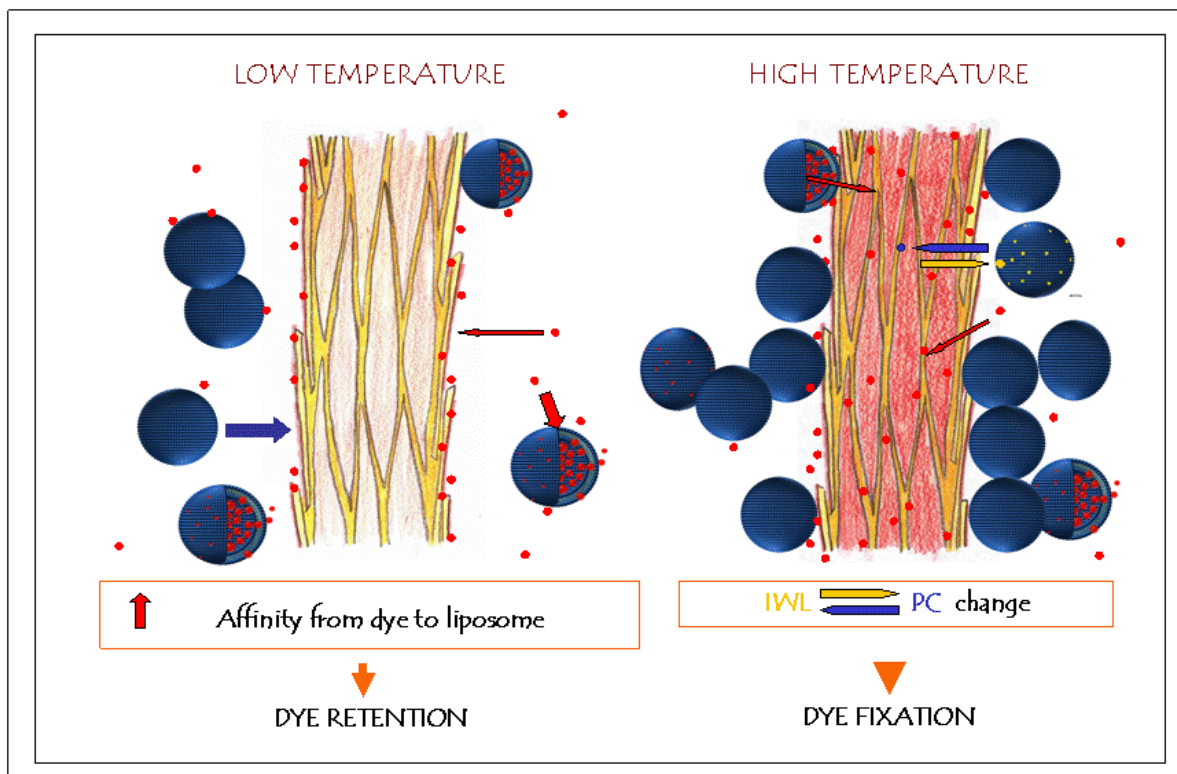 LOW TEMPERATURE
HIGH TEMPERATURE
Affinity from dye to liposome
IWL PC change
DYE RETENTION
DYE FIXATION